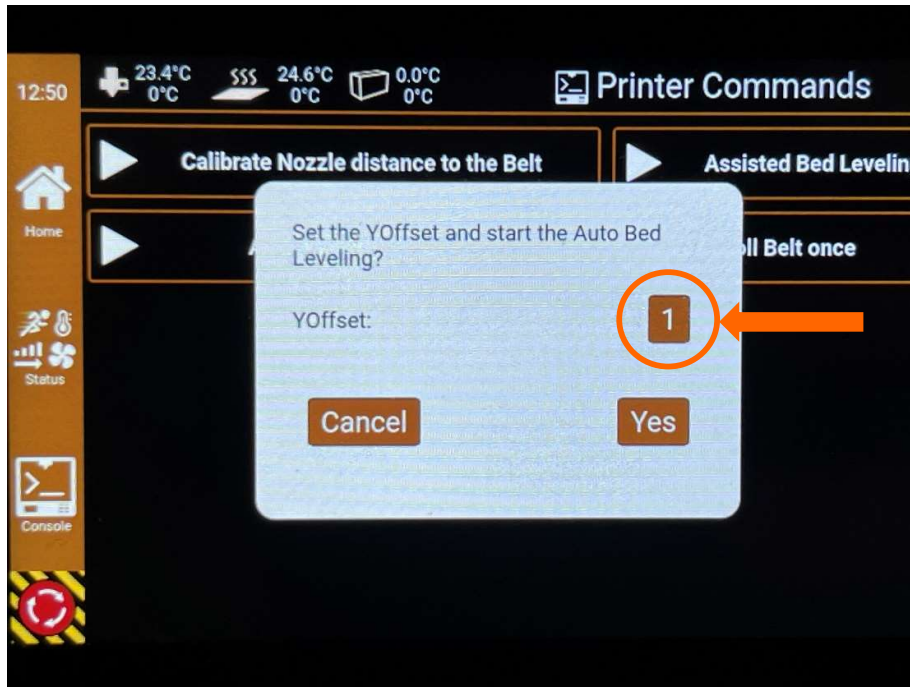 12:50
23.4°C
0°C
24.6°C
0°C
0.0°C
0°C
Printer Commands
Calibrate Nozzle distance to the Belt
Assisted Bed Levelin
Home
Set the YOffset and start the Auto Bed
Leveling?
oll Belt once
YOffset:
1
Status
Cancel
Yes
Console